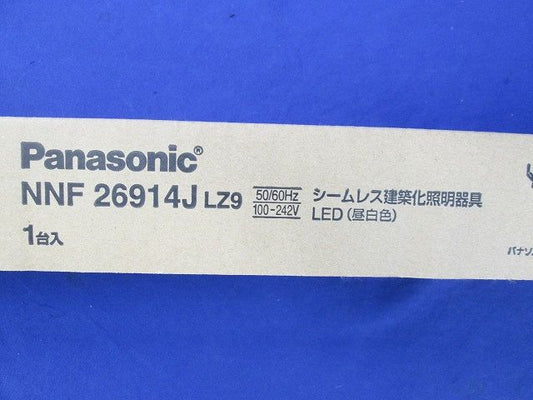 Panasonic®
NNF 26914J LZ9
50/60Hz
100-242V
シームレス建築化照明器具
LED(昼白色)
1台入
パナソ